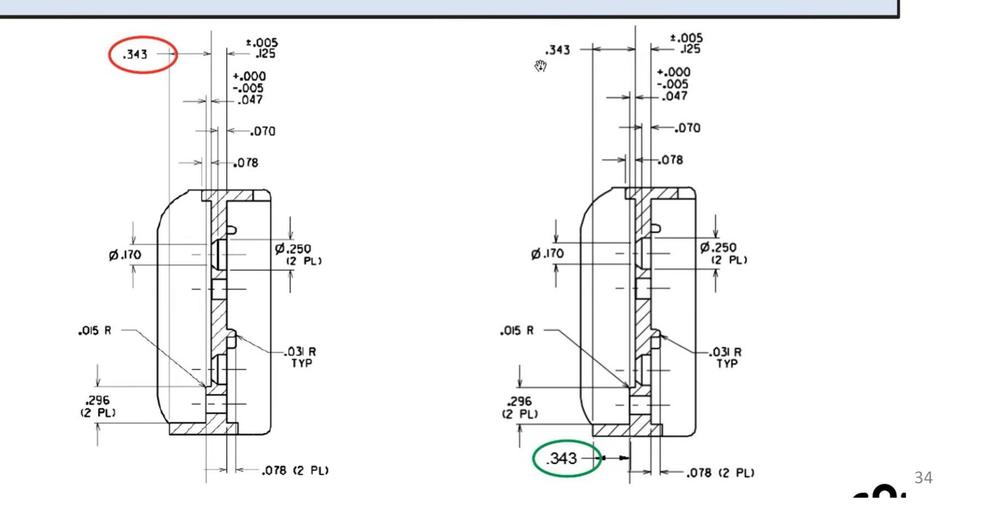 .343
±.005
.125
+.000
-.005
.047
.070
.078
Ø.170
Ø.250
(2 PL)
.015 R
.031 R
TYP
.296
(2 PL)
.078 (2 PL)
.343
±.005
.125
+.000
-.005
.047
.070
.078
Ø.170
Ø.250
(2 PL)
.015 R
.031 R
TYP
.296
(2 PL)
.343
.078 (2 PL)
34